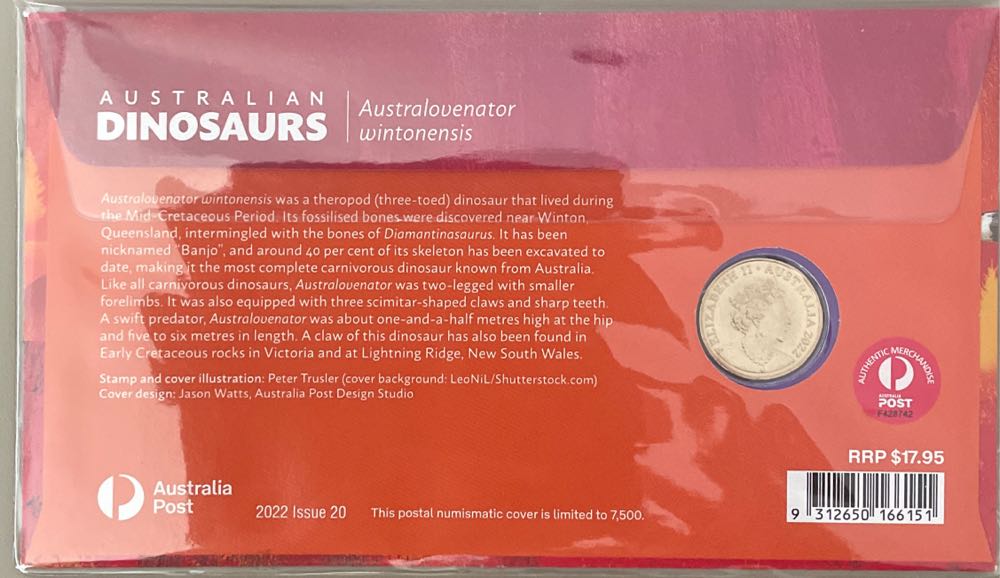 AUSTRALIAN
DINOSAURS
Australovenator
wintonensis
Australovenator wintonensis was a theropod (three-toed) dinosaur that lived during
the Mid-Cretaceous Period. Its fossilised bones were discovered near Winton,
Queensland, intermingled with the bones of Diamantinasaurus. It has been
nicknamed "Banjo", and around 40 per cent of its skeleton has been excavated to
date, making it the most complete carnivorous dinosaur known from Australia.
Like all carnivorous dinosaurs, Australovenator was two-legged with smaller
forelimbs. It was also equipped with three scimitar-shaped claws and sharp teeth.
A swift predator, Australovenator was about one-and-a-half metres high at the hip
and five to six metres in length. A claw of this dinosaur has also been found in
Early Cretaceous rocks in Victoria and at Lightning Ridge, New South Wales.
Stamp and cover illustration: Peter Trusler (cover background: LeoNiL/Shutterstock.com)
Cover design: Jason Watts, Australia Post Design Studio
ELIZABETH II • AUSTRALIA 2022
AUTHENTIC MERCHANDISE
AUSTRALIA
POST
F428742
RRP $17.95
9 312650 166151
Australia
Post
2022 Issue 20
This postal numismatic cover is limited to 7,500.